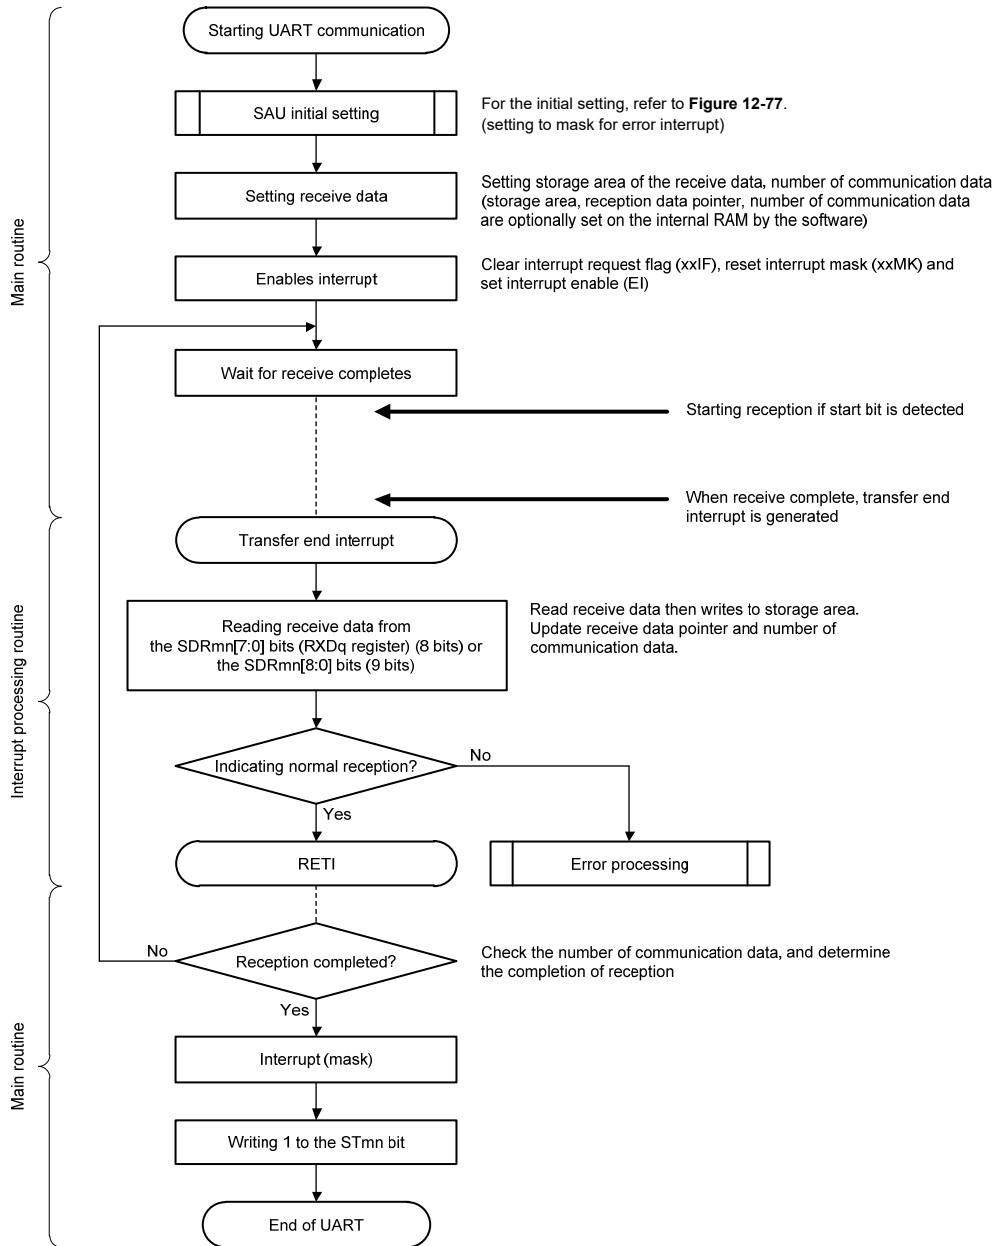 Starting UART communication
SAU initial setting
For the initial setting, refer to Figure 12-77.
(setting to mask for error interrupt)
Setting receive data
Setting storage area of the receive data, number of communication data
(storage area, reception data pointer, number of communication data
are optionally set on the internal RAM by the software)
Main routine
Enables interrupt
Clear interrupt request flag (xxIF), reset interrupt mask (xxMK) and
set interrupt enable (EI)
Wait for receive completes
Starting reception if start bit is detected
When receive complete, transfer end
interrupt is generated
Transfer end interrupt
Reading receive data from
the SDRmn[7:0] bits (RXDq register) (8 bits) or
the SDRmn[8:0] bits (9 bits)
Read receive data then writes to storage area.
Update receive data pointer and number of
communication data.
Interrupt processing routine
Indicating normal reception?
No
Yes
RETI
Error processing
No
Reception completed?
Check the number of communication data, and determine
the completion of reception
Yes
Main routine
Interrupt (mask)
Writing 1 to the STmn bit
End of UART